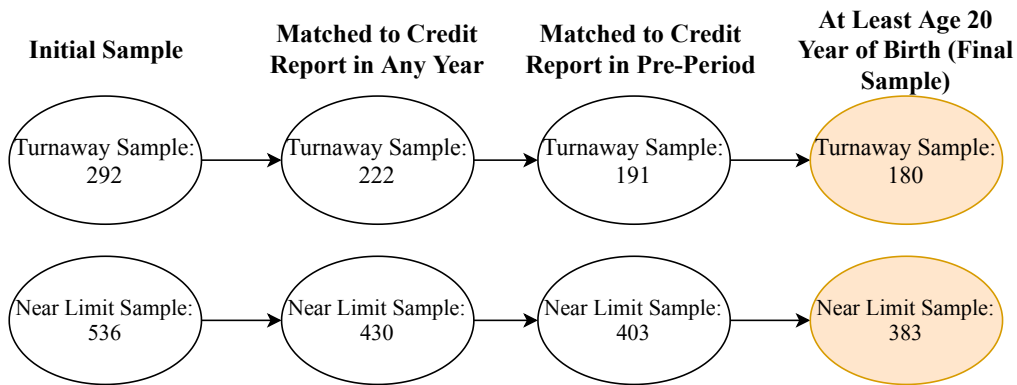 Initial Sample
Matched to Credit
Report in Any Year
Matched to Credit
Report in Pre-Period
At Least Age 20
Year of Birth (Final
Sample)
Turnaway Sample:
292
Turnaway Sample:
222
Turnaway Sample:
191
Turnaway Sample:
180
Near Limit Sample:
536
Near Limit Sample:
430
Near Limit Sample:
403
Near Limit Sample:
383